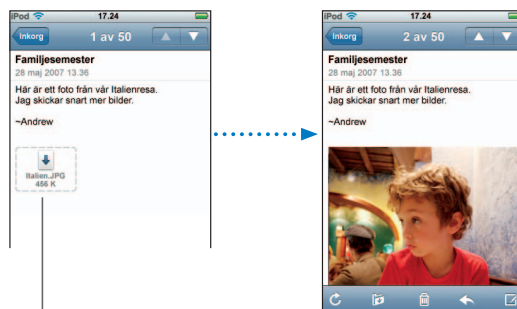 iPod 17.24
Inkorg 1 av 50
Familjesemester
28 maj 2007 13.36
Här är ett foto från vår Italienresa.
Jag skickar snart mer bilder.
~Andrew
Italien.JPG
456 K
iPod 17.24
Inkorg 2 av 50
Familjesemester
28 maj 2007 13.36
Här är ett foto från vår Italienresa.
Jag skickar snart mer bilder.
~Andrew